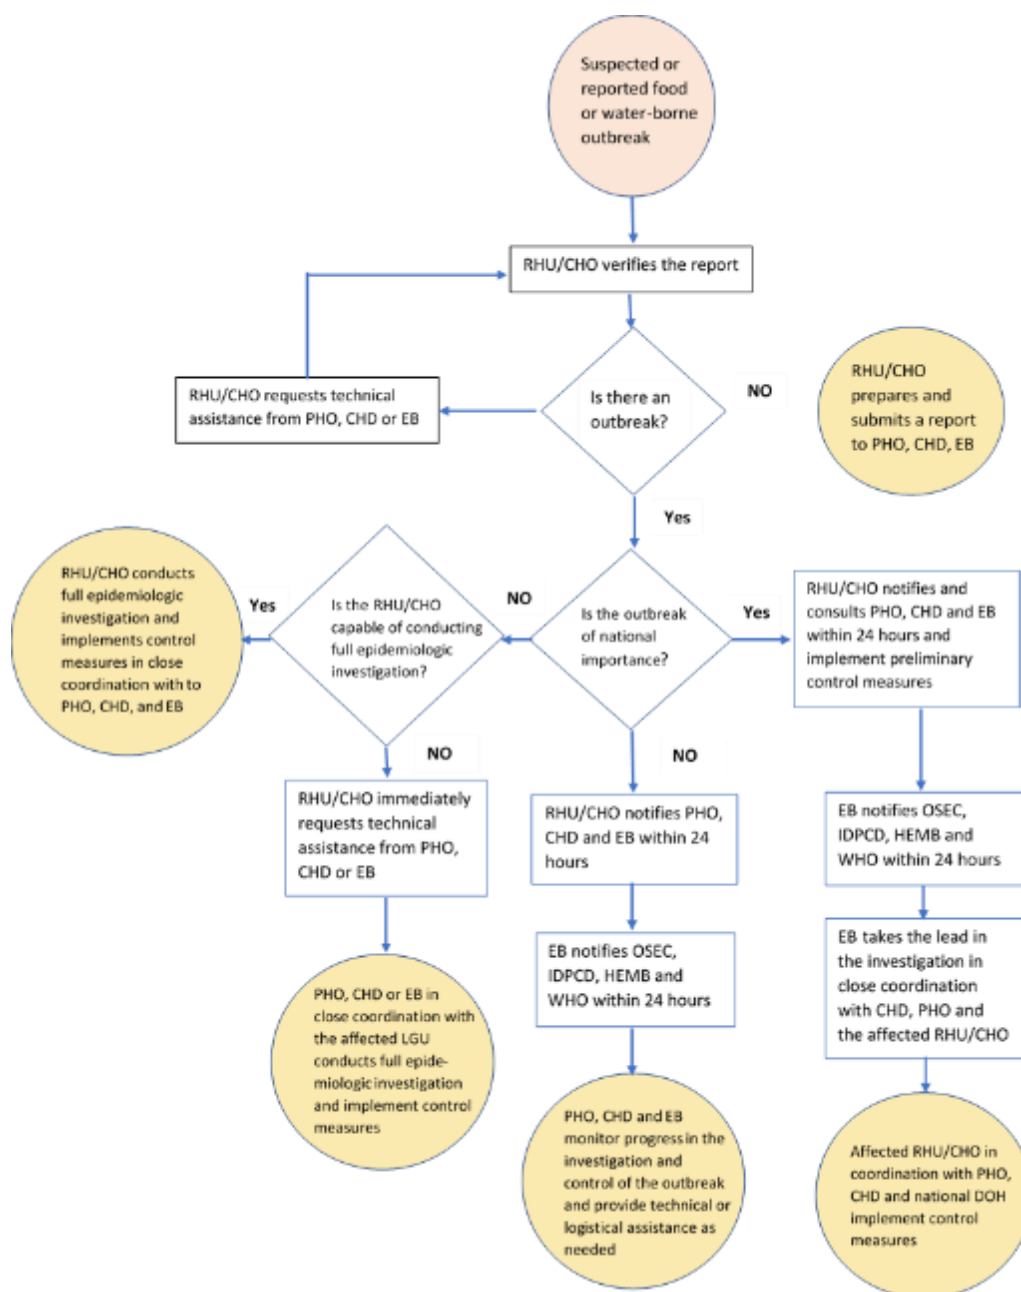 Suspected or
reported food
or water-borne
outbreak
RHU/CHO verifies the report
RHU/CHO requests technical
assistance from PHO, CHD or EB
Is there an
outbreak?
NO
RHU/CHO
prepares and
submits a report
to PHO, CHD, EB
Yes
RHU/CHO conducts
full epidemiologic
investigation and
implements control
measures in close
coordination with to
PHO, CHD, and EB
Yes
Is the RHU/CHO
capable of conducting
full epidemiologic
investigation?
NO
Is the outbreak
of national
importance?
Yes
RHU/CHO notifies and
consults PHO, CHD and EB
within 24 hours and
implement preliminary
control measures
NO
NO
RHU/CHO immediately
requests technical
assistance from PHO,
CHD or EB
RHU/CHO notifies PHO,
CHD and EB within 24
hours
EB notifies OSEC,
IDPCD, HEMB and
WHO within 24 hours
EB notifies OSEC,
IDPCD, HEMB and
WHO within 24 hours
EB takes the lead in
the investigation in
close coordination
with CHD, PHO and
the affected RHU/CHO
PHO, CHD or EB in
close coordination with
the affected LGU
conducts full epide-
miologic investigation
and implement control
measures
PHO, CHD and EB
monitor progress in the
investigation and
control of the outbreak
and provide technical or
logistical assistance as
needed
Affected RHU/CHO in
coordination with PHO,
CHD and national DOH
implement control
measures